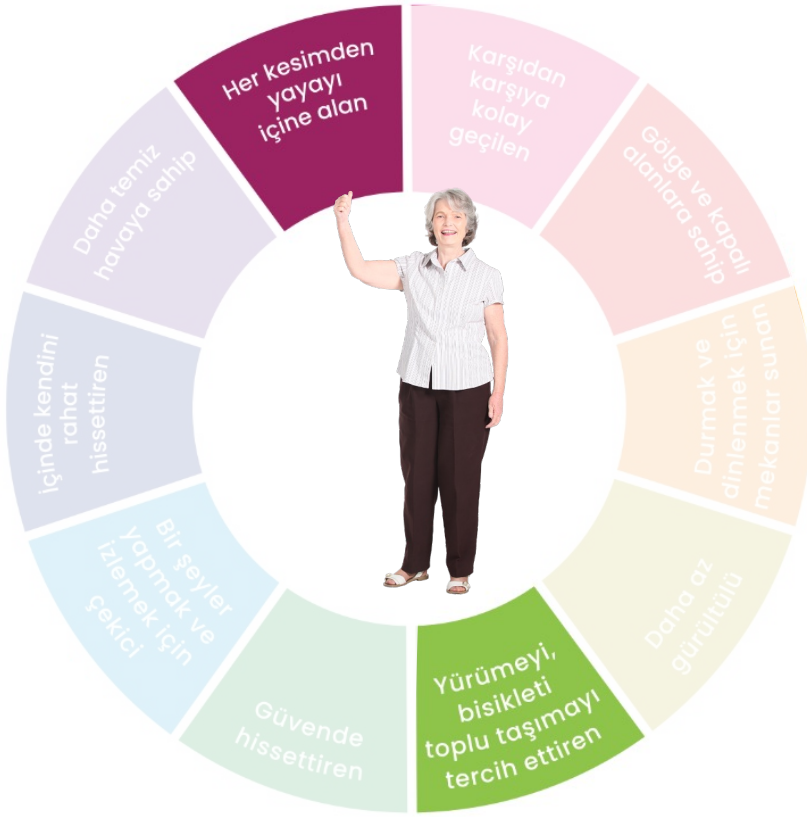 Her kesimden
yayayı
içine alan
Karşıdan
karşıya
kolay
geçilen
Gölge ve kapalı
alanlara sahip
Durmak ve
dinlenmek için
mekanlar sunan
Daha az
gürültülü
Yürümeyi,
bisikleti
toplu taşımayı
tercih ettiren
Güvende
hissettiren
Bir şeyler
yapmak ve
izlemek için
çekici
içinde kendini
rahat
hissettiren
Daha temiz
havaya sahip